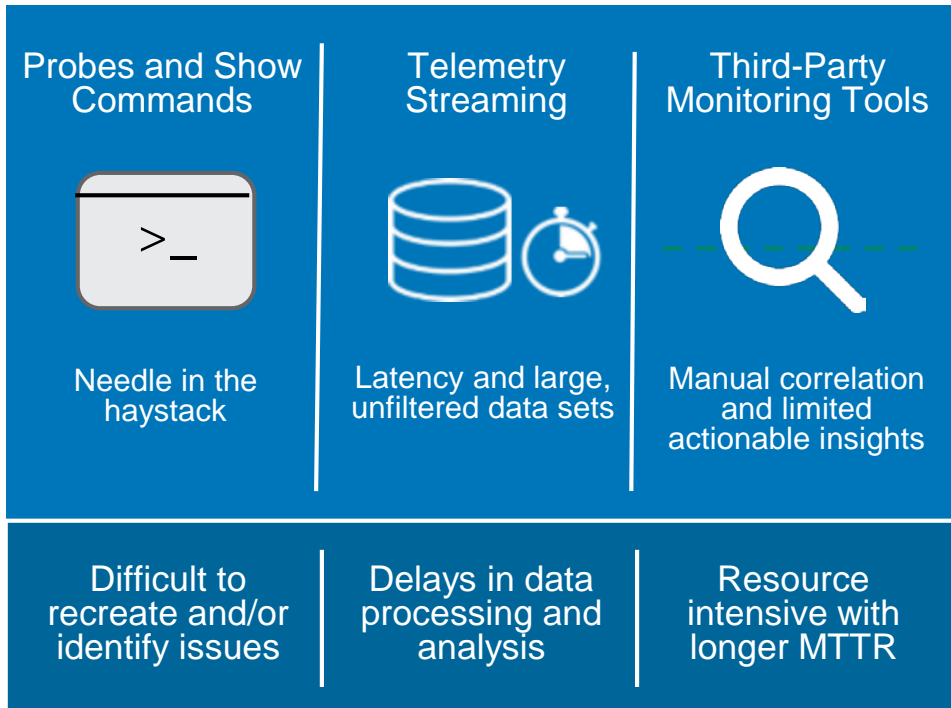 Probes and Show
Commands
>_
Needle in the
haystack
Telemetry
Streaming
Latency and large,
unfiltered data sets
Third-Party
Monitoring Tools
Manual correlation
and limited
actionable insights
Difficult to
recreate and/or
identify issues
Delays in data
processing and
analysis
Resource
intensive with
longer MTTR